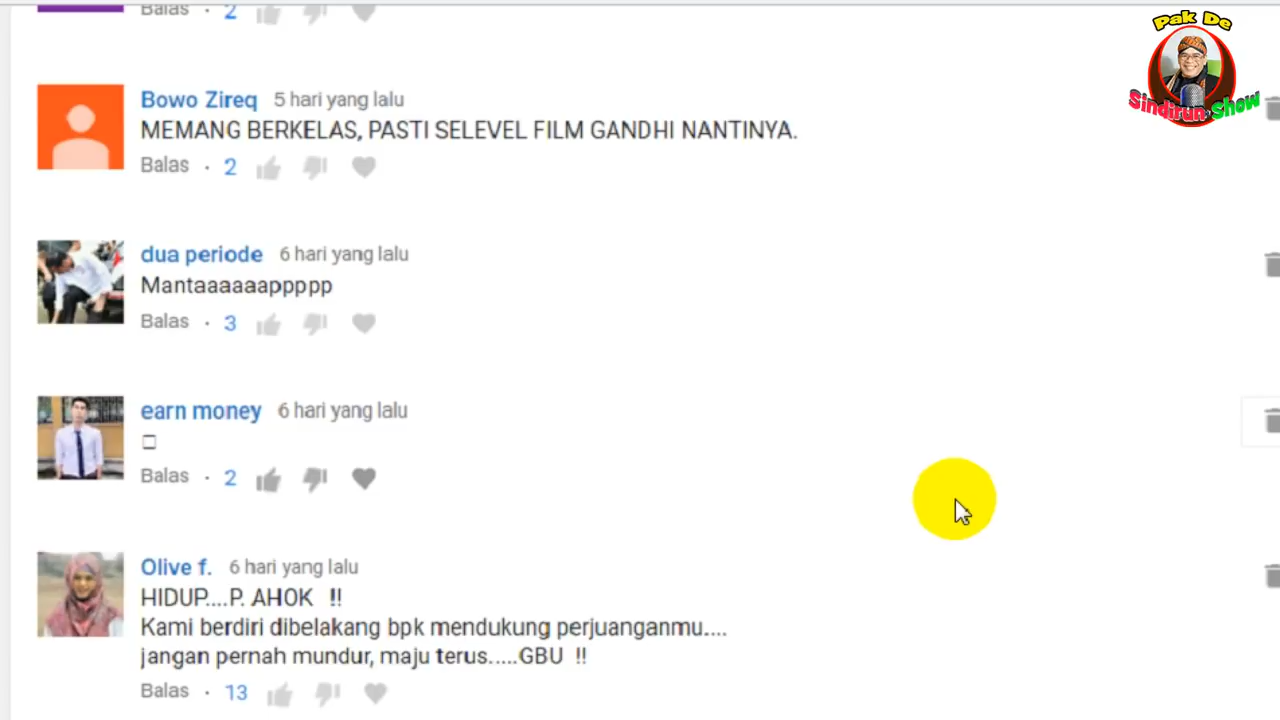 Balas · 2
Pak De
Sindirun Show
Bowo Zireq 5 hari yang lalu
MEMANG BERKELAS, PASTI SELEVEL FILM GANDHI NANTINYA.
Balas · 2
dua periode 6 hari yang lalu
Mantaaaaaappppp
Balas · 3
earn money 6 hari yang lalu
Balas · 2
Olive f. 6 hari yang lalu
HIDUP....P. AHOK !!
Kami berdiri dibelakang bpk mendukung perjuanganmu....
jangan pernah mundur, maju terus.....GBU !!
Balas · 13